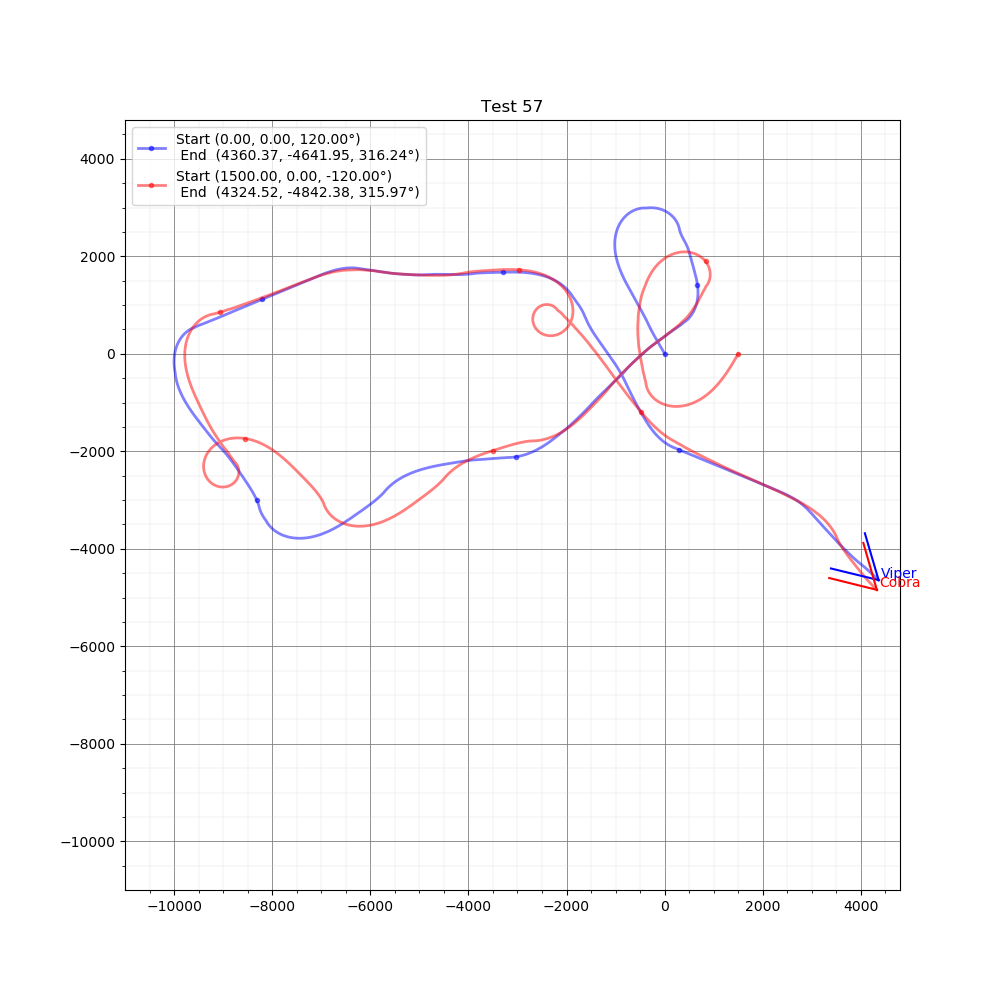 Test 57
Start (0.00, 0.00, 120.00°)
End (4360.37, -4641.95, 316.24°)
Start (1500.00, 0.00, -120.00°)
End (4324.52, -4842.38, 315.97°)
4000
2000
0
−2000
−4000
−6000
−8000
−10000
Viper
Cobra
−10000 −8000 −6000 −4000 −2000 0 2000 4000